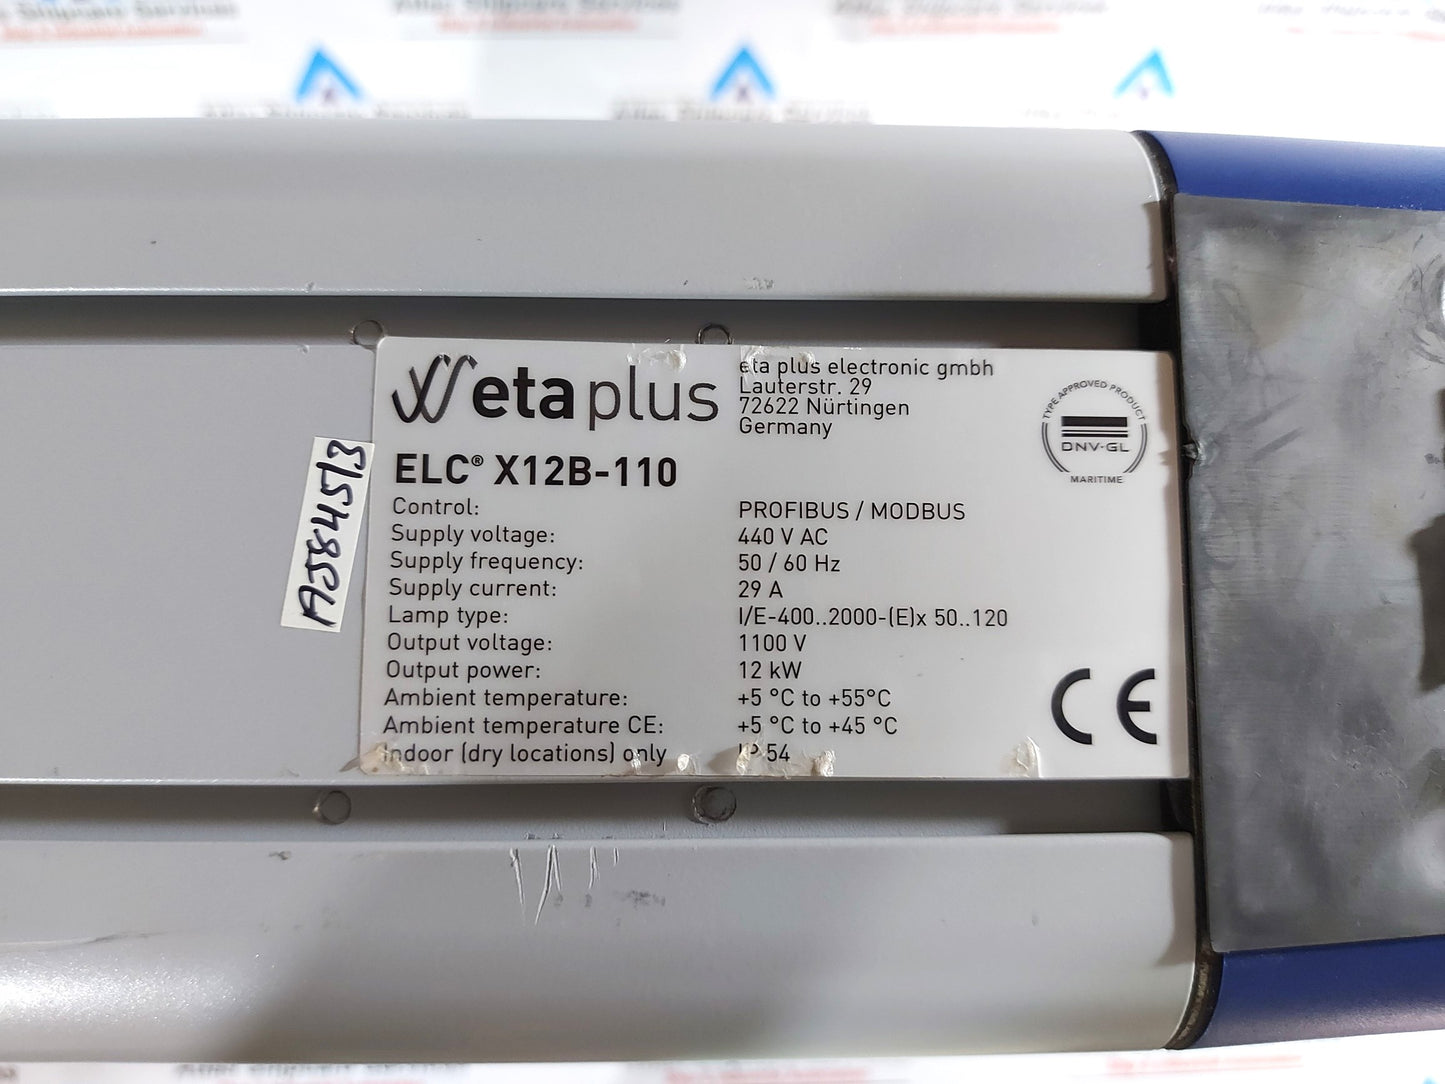 eta plus
eta plus electronic gmbh
Lauterstr. 29
72622 Nürtingen
Germany
TYPE APPROVED PRODUCT
DNV·GL
MARITIME
ELC® X12B-110
Control: PROFIBUS / MODBUS
Supply voltage: 440 V AC
Supply frequency: 50 / 60 Hz
Supply current: 29 A
Lamp type: I/E-400..2000-(E)x 50..120
Output voltage: 1100 V
Output power: 12 kW
Ambient temperature: +5 °C to +55°C
Ambient temperature CE: +5 °C to +45 °C
Indoor (dry locations) only IP 54
CE